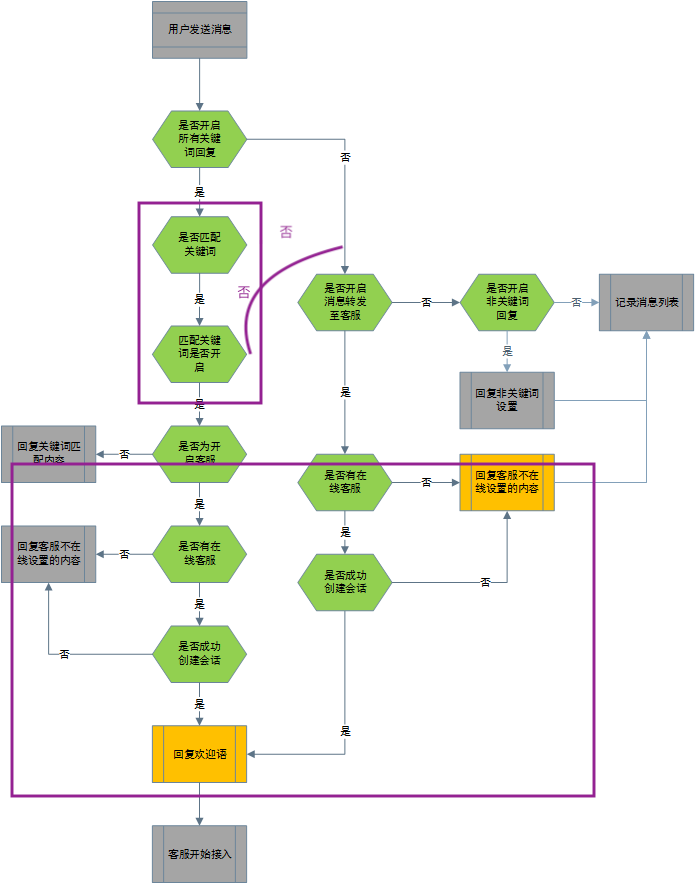 用户发送消息
是否开启
所有关键
词回复
否
是
是否匹配
关键词
否
是
否
是否开启
消息转发
至客服
否
是否开启
非关键词
回复
否
记录消息列表
匹配关键
词是否开
启
是
回复非关键词
设置
是
是
回复关键词匹
配内容
否
是否为开
启客服
是否有在
线客服
否
回复客服不在
线设置的内容
是
是
回复客服不在
线设置的内容
否
是否有在
线客服
是否成功
创建会话
否
是
否
是否成功
创建会话
是
是
回复欢迎语
客服开始接入